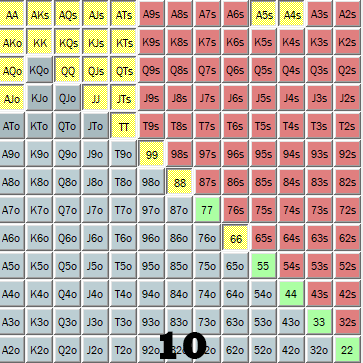 AA AKs AQs AJs ATs A9s A8s A7s A6s A5s A4s A3s A2s
AKo KK KQs KJs KTs K9s K8s K7s K6s K5s K4s K3s K2s
AQo KQo QQ QJs QTs Q9s Q8s Q7s Q6s Q5s Q4s Q3s Q2s
AJo KJo QJo JJ JTs J9s J8s J7s J6s J5s J4s J3s J2s
ATo KTo QTo JTo TT T9s T8s T7s T6s T5s T4s T3s T2s
A9o K9o Q9o J9o T9o 99 98s 97s 96s 95s 94s 93s 92s
A8o K8o Q8o J8o T8o 98o 88 87s 86s 85s 84s 83s 82s
A7o K7o Q7o J7o T7o 97o 87o 77 76s 75s 74s 73s 72s
A6o K6o Q6o J6o T6o 96o 86o 76o 66 65s 64s 63s 62s
A5o K5o Q5o J5o T5o 95o 85o 75o 65o 55 54s 53s 52s
A4o K4o Q4o J4o T4o 94o 84o 74o 64o 54o 44 43s 42s
A3o K3o Q3o J3o T3o 93o 83o 73o 63o 53o 43o 33 32s
A2o K2o Q2o J2o T2o 92o 82o 72o 62o 52o 42o 32o 22
10